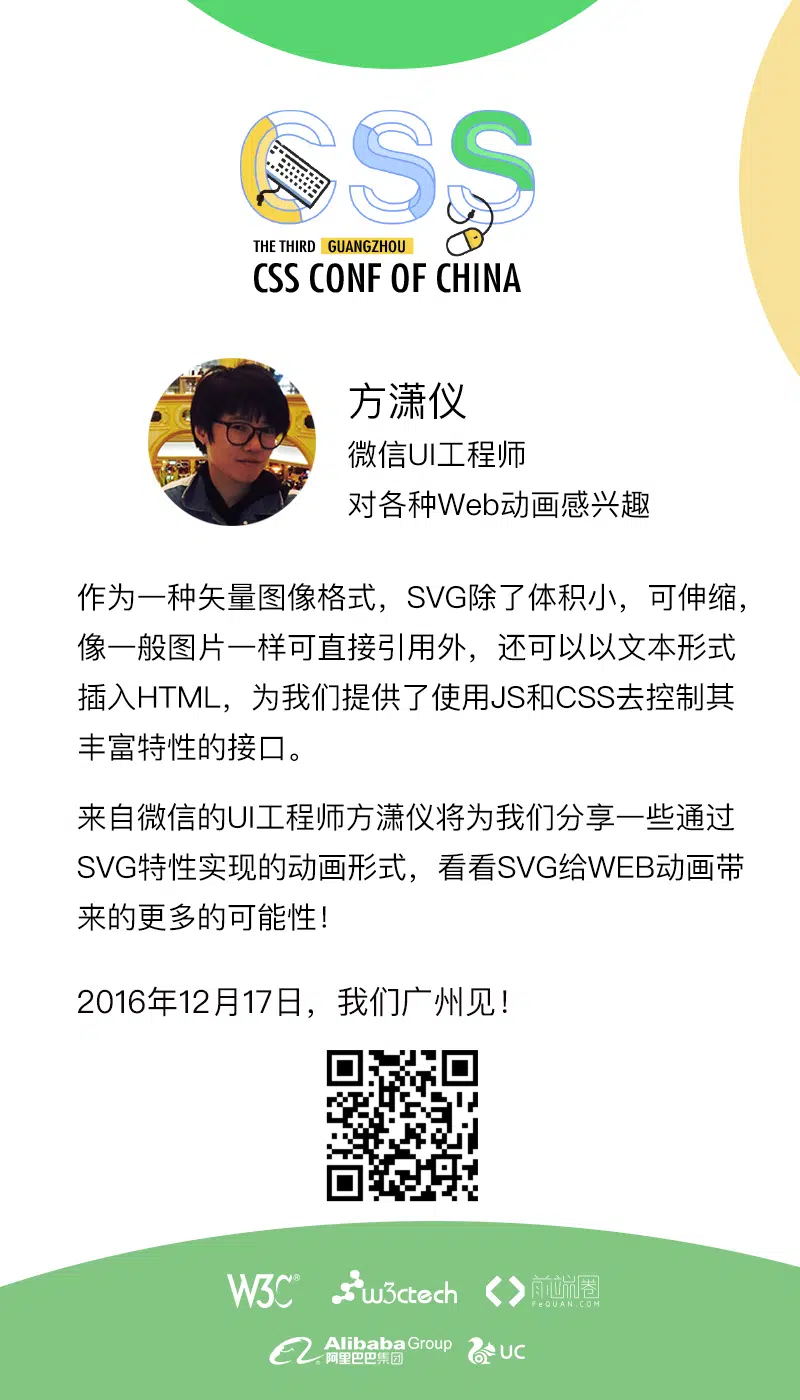 CSS
THE THIRD GUANGZHOU
CSS CONF OF CHINA
方潇仪
微信UI工程师
对各种Web动画感兴趣
作为一种矢量图像格式，SVG除了体积小，可伸缩，
像一般图片一样可直接引用外，还可以以文本形式
插入HTML，为我们提供了使用JS和CSS去控制其
丰富特性的接口。
来自微信的UI工程师方潇仪将为我们分享一些通过
SVG特性实现的动画形式，看看SVG给WEB动画带
来的更多的可能性！
2016年12月17日，我们广州见！
W3C® w3ctech 前端圈
FEQUAN.COM
Alibaba Group
阿里巴巴集团 UC